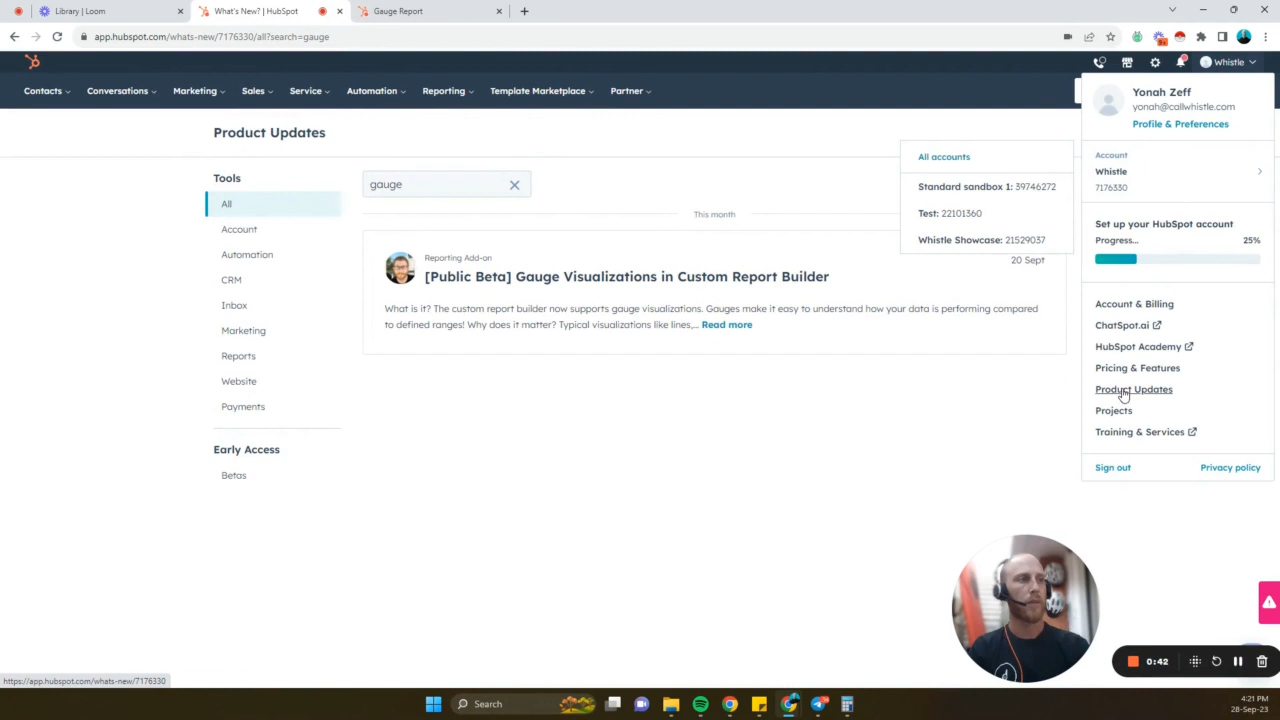 Library | Loom
What's New? | HubSpot
Gauge Report
app.hubspot.com/whats-new/7176330/all?search=gauge
9+
Whistle
Contacts
Conversations
Marketing
Sales
Service
Automation
Reporting
Template Marketplace
Partner
Yonah Zeff
yonah@callwhistle.com
Profile & Preferences
Product Updates
Account
Whistle
7176330
All accounts
Standard sandbox 1: 39746272
Test: 22101360
Whistle Showcase: 21529037
Tools
All
Account
Automation
CRM
Inbox
Marketing
Reports
Website
Payments
Early Access
Betas
gauge
This month
Reporting Add-on
20 Sept
[Public Beta] Gauge Visualizations in Custom Report Builder
What is it? The custom report builder now supports gauge visualizations. Gauges make it easy to understand how your data is performing compared
to defined ranges! Why does it matter? Typical visualizations like lines,... Read more
Set up your HubSpot account
Progress... 25%
Account & Billing
ChatSpot.ai
HubSpot Academy
Pricing & Features
Product Updates
Projects
Training & Services
Sign out
Privacy policy
0:42
https://app.hubspot.com/whats-new/7176330
Search
4:21 PM
28-Sep-23